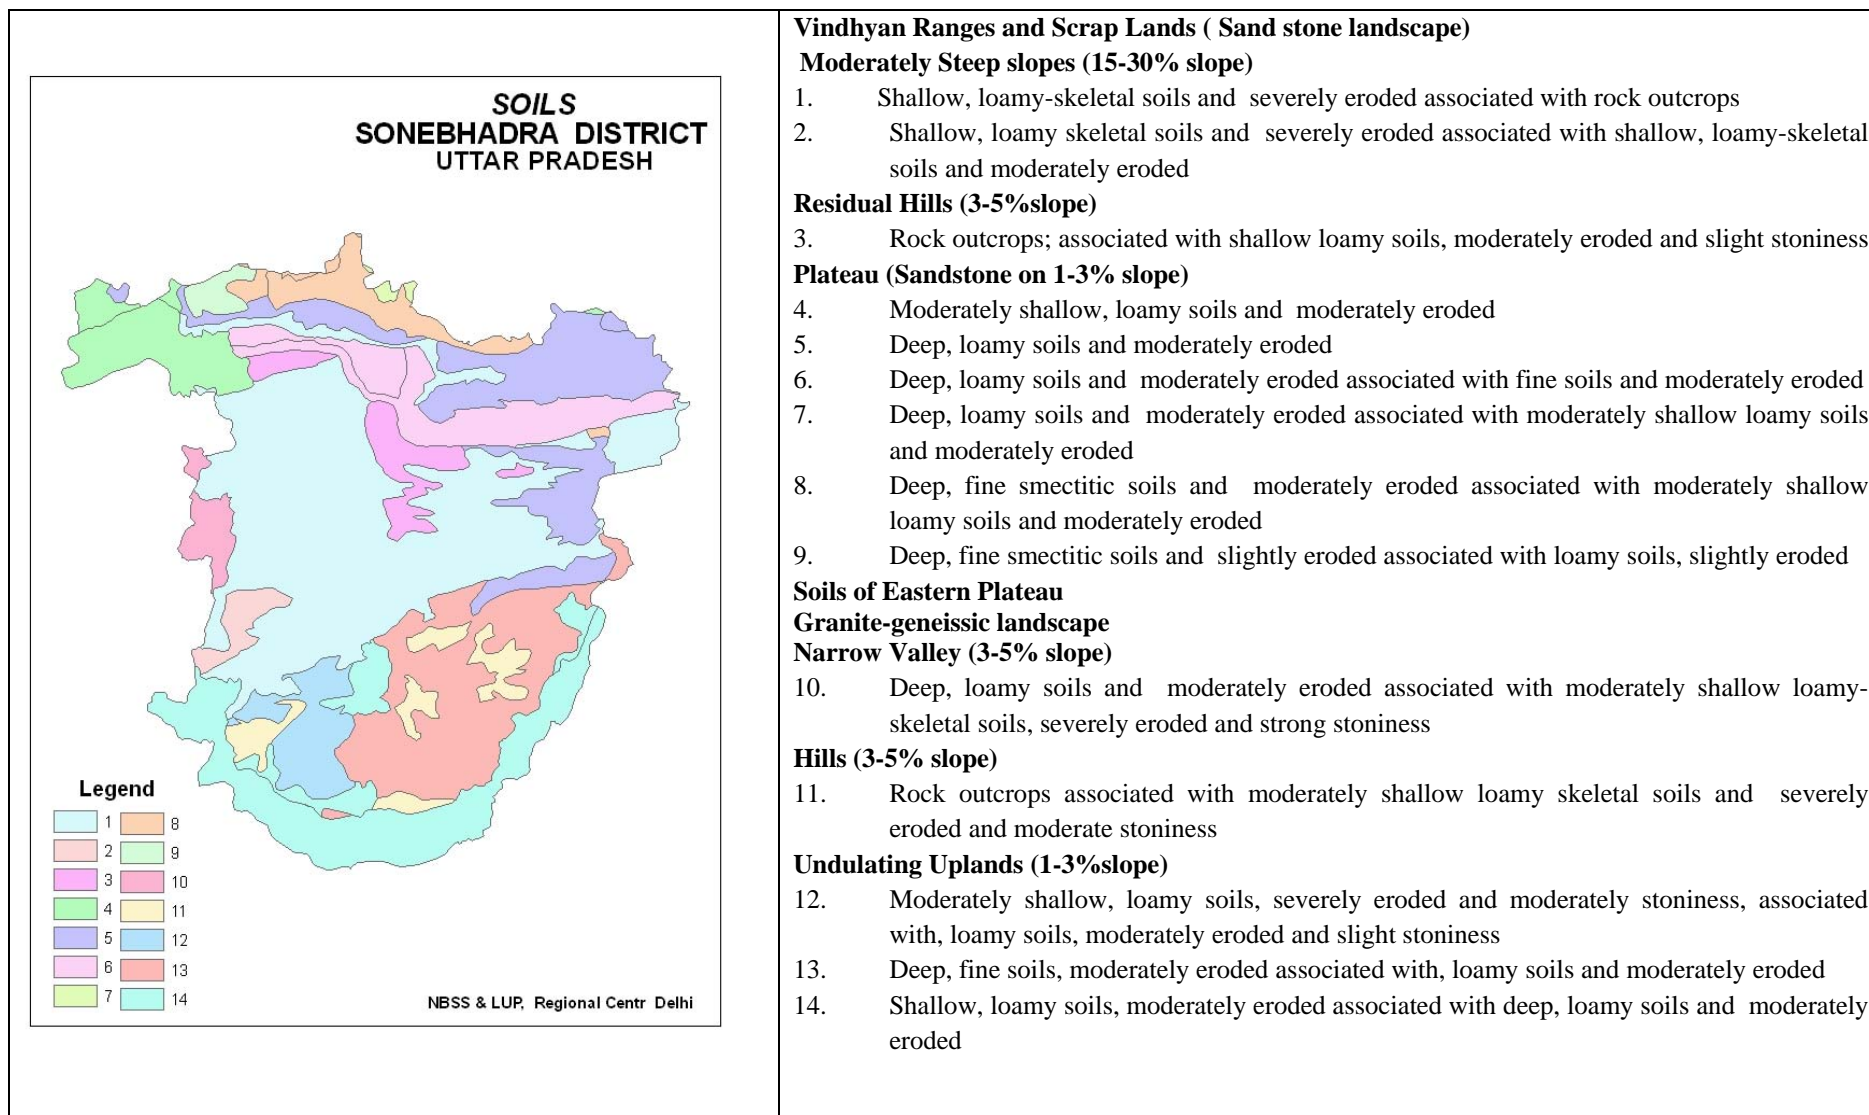 SOILS
SONEBHADRA DISTRICT
UTTAR PRADESH
Legend
1
2
3
4
5
6
7
8
9
10
11
12
13
14
NBSS & LUP, Regional Centr Delhi
Vindhyan Ranges and Scrap Lands ( Sand stone landscape)
Moderately Steep slopes (15-30% slope)
1. Shallow, loamy-skeletal soils and severely eroded associated with rock outcrops
2. Shallow, loamy skeletal soils and severely eroded associated with shallow, loamy-skeletal
soils and moderately eroded
Residual Hills (3-5%slope)
3. Rock outcrops; associated with shallow loamy soils, moderately eroded and slight stoniness
Plateau (Sandstone on 1-3% slope)
4. Moderately shallow, loamy soils and moderately eroded
5. Deep, loamy soils and moderately eroded
6. Deep, loamy soils and moderately eroded associated with fine soils and moderately eroded
7. Deep, loamy soils and moderately eroded associated with moderately shallow loamy soils
and moderately eroded
8. Deep, fine smectitic soils and moderately eroded associated with moderately shallow
loamy soils and moderately eroded
9. Deep, fine smectitic soils and slightly eroded associated with loamy soils, slightly eroded
Soils of Eastern Plateau
Granite-geneissic landscape
Narrow Valley (3-5% slope)
10. Deep, loamy soils and moderately eroded associated with moderately shallow loamy-
skeletal soils, severely eroded and strong stoniness
Hills (3-5% slope)
11. Rock outcrops associated with moderately shallow loamy skeletal soils and severely
eroded and moderate stoniness
Undulating Uplands (1-3%slope)
12. Moderately shallow, loamy soils, severely eroded and moderately stoniness, associated
with, loamy soils, moderately eroded and slight stoniness
13. Deep, fine soils, moderately eroded associated with, loamy soils and moderately eroded
14. Shallow, loamy soils, moderately eroded associated with deep, loamy soils and moderately
eroded